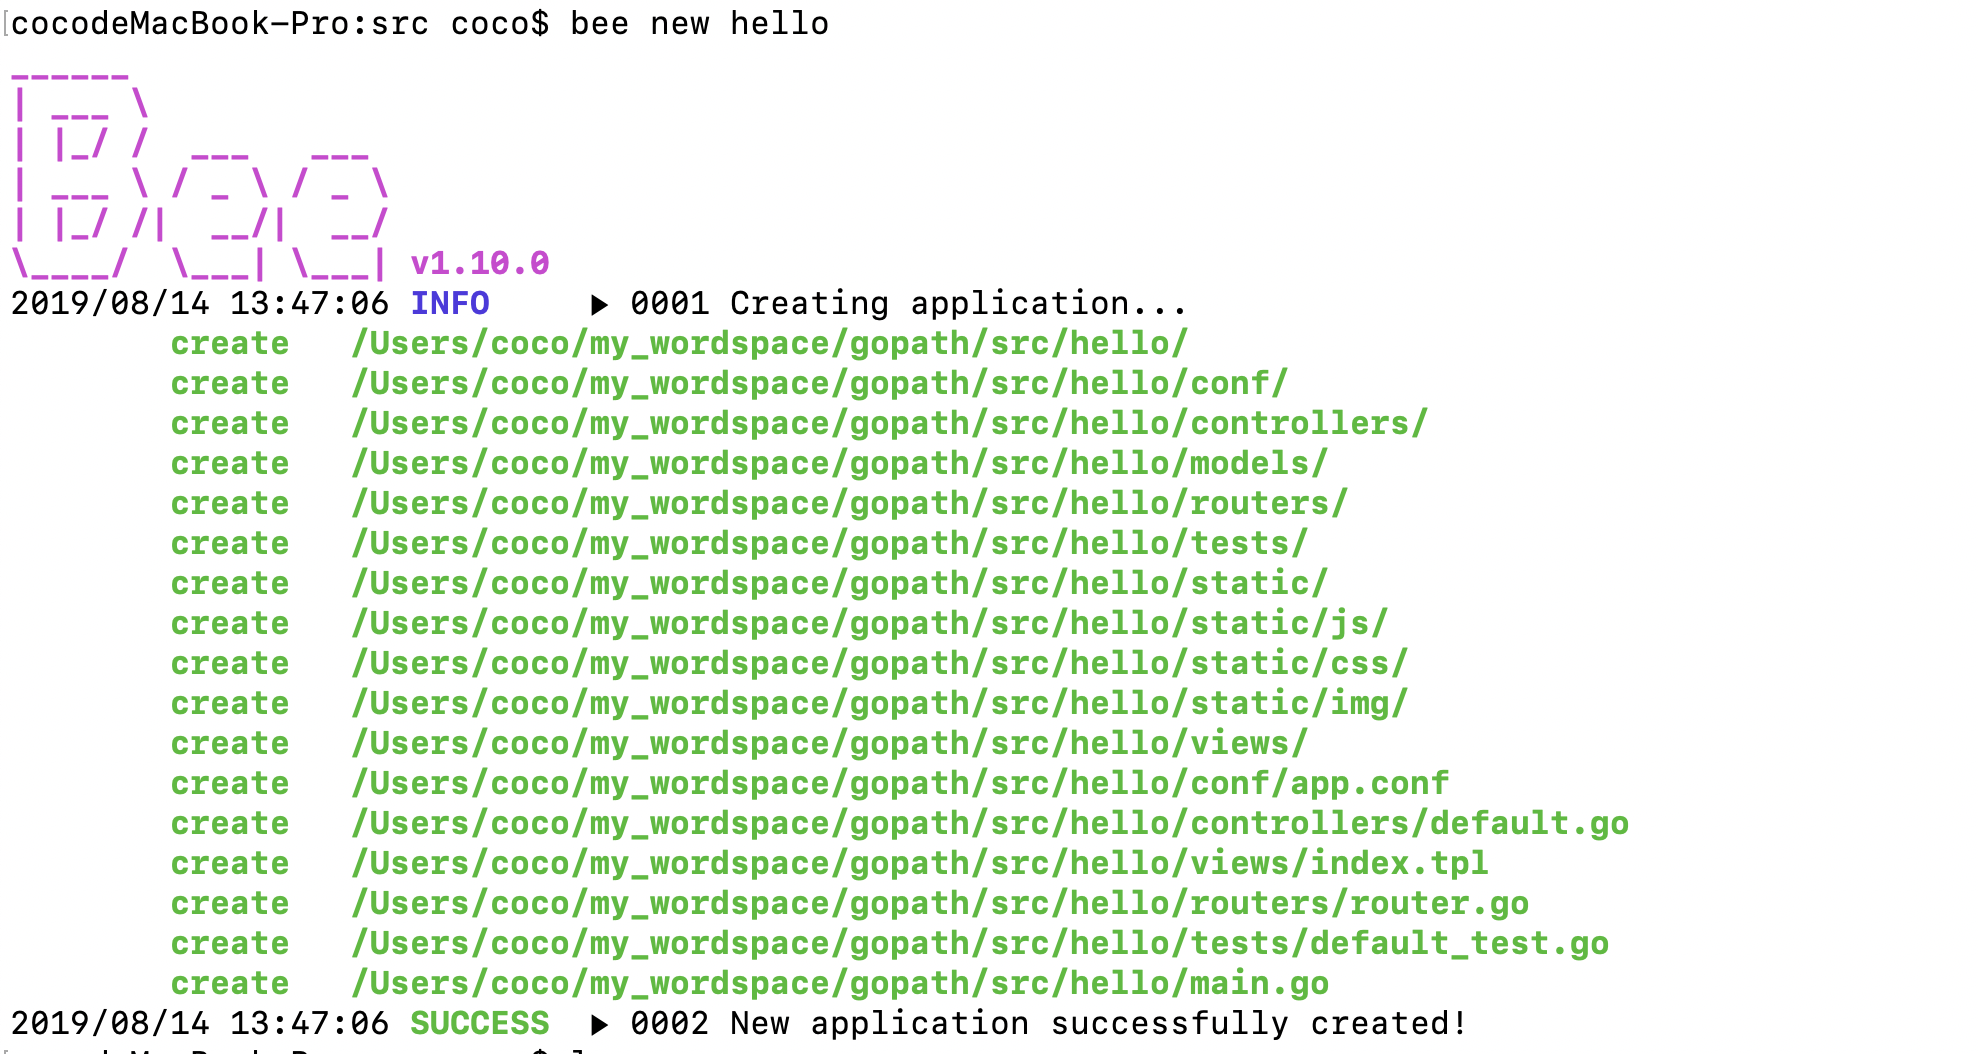 cocodeMacBook-Pro:src coco$ bee new hello
______
|  ___ \
| |_/ /  ___   ___
|  ___ \ / _ \ / _ \
| |_/ /|  __/|  __/
\____/  \___| \___| v1.10.0
2019/08/14 13:47:06 INFO     ▶ 0001 Creating application...
create   /Users/coco/my_wordspace/gopath/src/hello/
create   /Users/coco/my_wordspace/gopath/src/hello/conf/
create   /Users/coco/my_wordspace/gopath/src/hello/controllers/
create   /Users/coco/my_wordspace/gopath/src/hello/models/
create   /Users/coco/my_wordspace/gopath/src/hello/routers/
create   /Users/coco/my_wordspace/gopath/src/hello/tests/
create   /Users/coco/my_wordspace/gopath/src/hello/static/
create   /Users/coco/my_wordspace/gopath/src/hello/static/js/
create   /Users/coco/my_wordspace/gopath/src/hello/static/css/
create   /Users/coco/my_wordspace/gopath/src/hello/static/img/
create   /Users/coco/my_wordspace/gopath/src/hello/views/
create   /Users/coco/my_wordspace/gopath/src/hello/conf/app.conf
create   /Users/coco/my_wordspace/gopath/src/hello/controllers/default.go
create   /Users/coco/my_wordspace/gopath/src/hello/views/index.tpl
create   /Users/coco/my_wordspace/gopath/src/hello/routers/router.go
create   /Users/coco/my_wordspace/gopath/src/hello/tests/default_test.go
create   /Users/coco/my_wordspace/gopath/src/hello/main.go
2019/08/14 13:47:06 SUCCESS  ▶ 0002 New application successfully created!